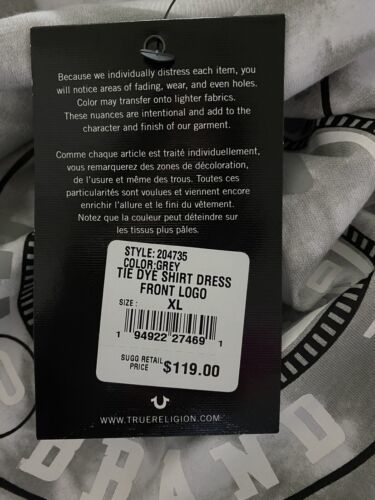 Because we individually distress each item, you
will notice areas of fading, wear, and even holes.
Color may transfer onto lighter fabrics.
These nuances are intentional and add to the
character and finish of our garment.
Comme chaque article est traité individuellement,
vous remarquerez des zones de décoloration,
de l'usure et même des trous. Toutes ces
particularités sont voulues et viennent encore
enrichir l'allure et le fini du vêtement.
Notez que la couleur peut déteindre sur
les tissus plus pâles.
STYLE: 204735
COLOR:GREY
TIE DYE SHIRT DRESS
FRONT LOGO
SIZE : XL
1 94922 27469 1
SUGG RETAIL
PRICE $119.00
WWW.TRUERELIGION.COM
BRAND